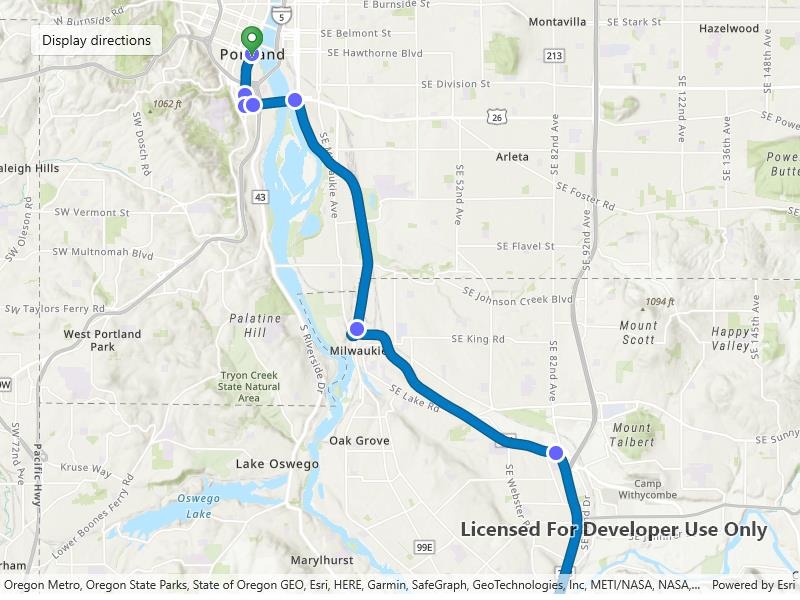 E Burnside St
SE Stark St
Montavilla
Hazelwood
5
Display directions
SE Belmont St
Portland
SE Hawthorne Blvd
213
SE 148th Ave
SE Division St
1062 ft
SE 122nd Ave
26
SW Dosch Rd
SE 82nd Ave
SE 136th Ave
SE Powe
Arleta
Powe
Butte
aleigh Hills
SE 52nd Ave
SE Foster Rd
43
SW Oleson Rd
SW Vermont St
SE 92nd Ave
SE Flavel St
SW Multnomah Blvd
SE Johnson Creek Blvd
1094 ft
SW Taylors Ferry Rd
Palatine
Hill
Mount
Scott
Happy
Valley
SE 145th Ave
West Portland
Park
SE King Rd
S Riverside Dr
Milwaukie
SE 82nd Ave
Tryon Creek
State Natural
Area
SE Lake Rd
Mount
Talbert
SE Sunny
SW 72nd Ave
Pacific Hwy
Oak Grove
Kruse Way
Lake Oswego
Lower Boones Ferry Rd
Oswego
Lake
SE Webster R
Camp
Withycombe
Licensed For Developer Use Only
99E
Marylhurst
rham
Oregon Metro, Oregon State Parks, State of Oregon GEO, Esri, HERE, Garmin, SafeGraph, GeoTechnologies, Inc, METI/NASA, NASA,...
Powered by Esri